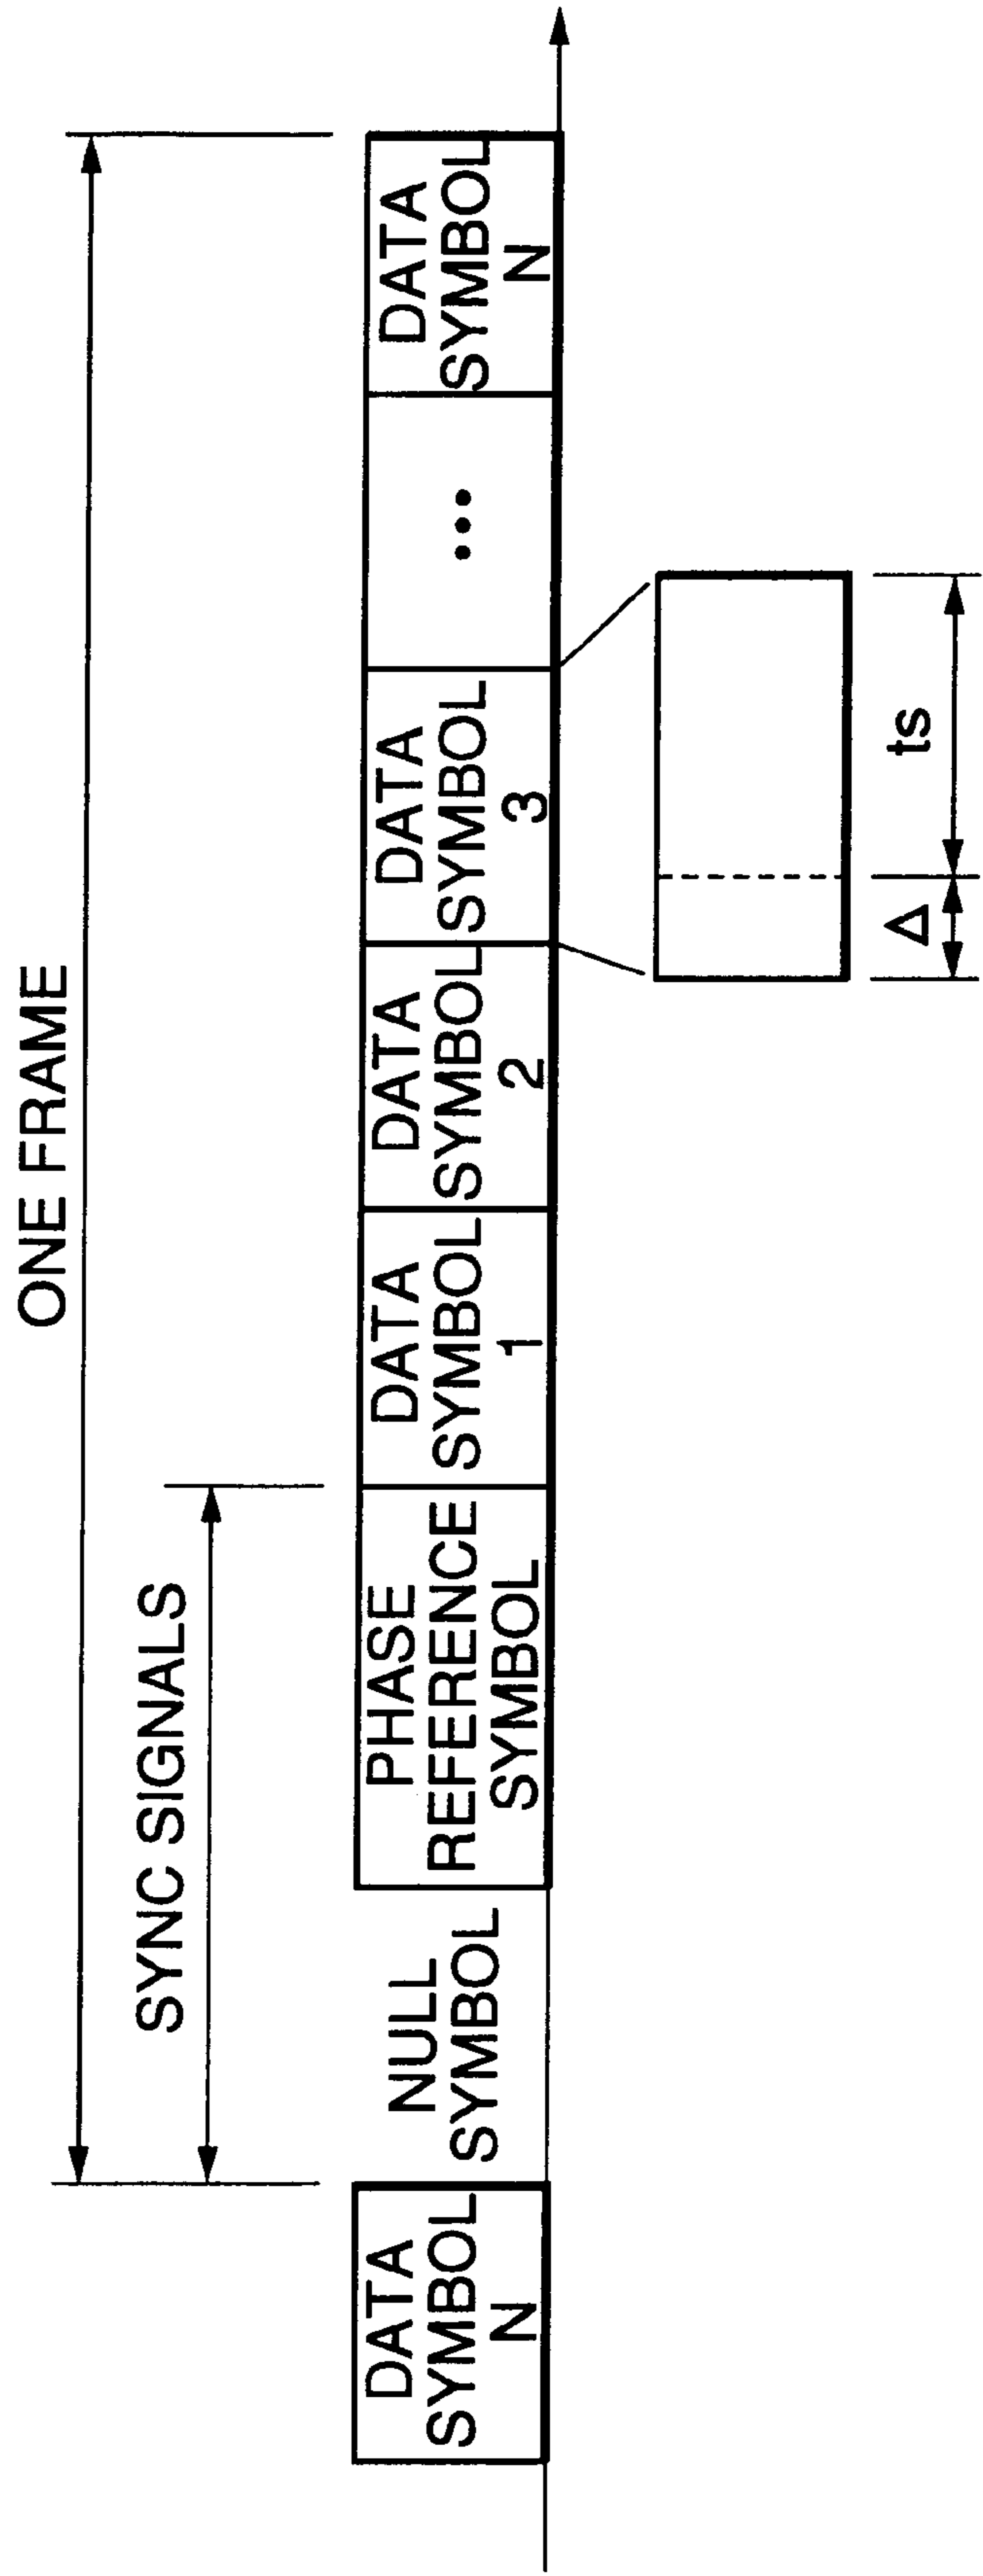 ONE FRAME
SYNC SIGNALS
DATA
SYMBOL
N
NULL
SYMBOL
PHASE
REFERENCE
SYMBOL
DATA
SYMBOL
1
DATA
SYMBOL
2
DATA
SYMBOL
3
...
DATA
SYMBOL
N
Δ
ts